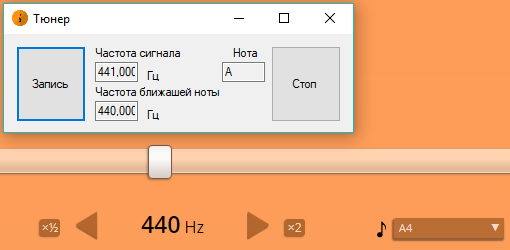 Тюнер
Частота сигнала Нота
Запись 441,000 Гц A Стоп
Частота ближашей ноты
440,000 Гц
×½ 440 Hz ×2 A4